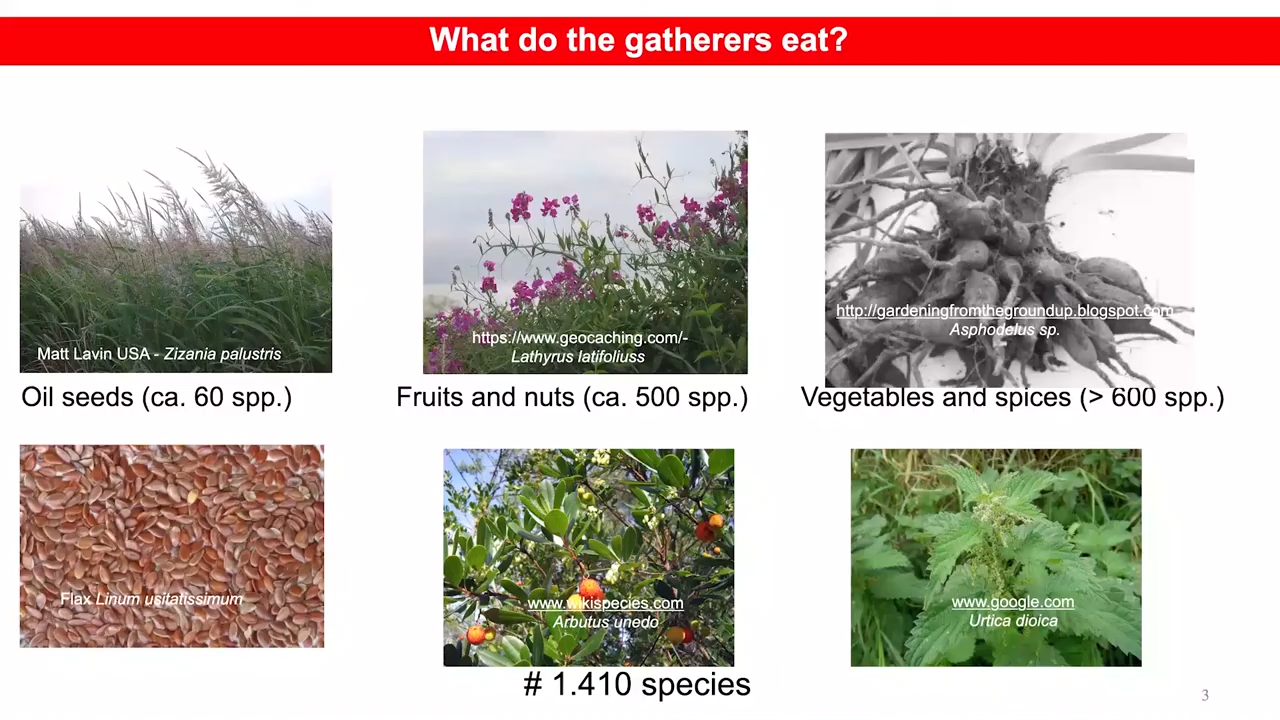 What do the gatherers eat?
Matt Lavin USA - Zizania palustris
https://www.geocaching.com/-
Lathyrus latifoliuss
http://gardeningfromthegroundup.blogspot.com -
Asphodelus sp.
Oil seeds (ca. 60 spp.)
Fruits and nuts (ca. 500 spp.)
Vegetables and spices (> 600 spp.)
Flax Linum usitatissimum
www.wikispecies.com
Arbutus unedo
www.google.com
Urtica dioica
# 1.410 species
3